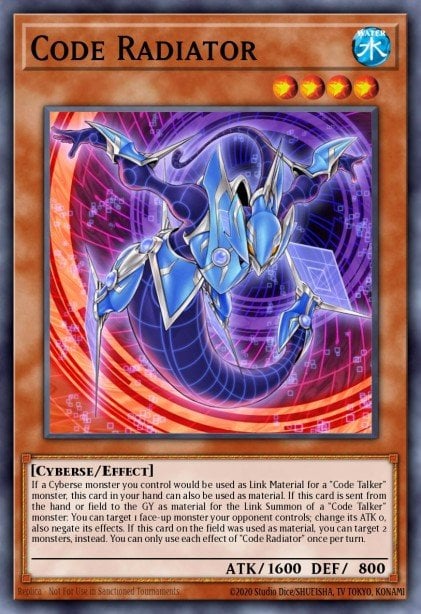 CODE RADIATOR
WATER
水
[CYBERSE/EFFECT]
If a Cyberse monster you control would be used as Link Material for a "Code Talker"
monster, this card in your hand can also be used as material. If this card is sent from
the hand or field to the GY as material for the Link Summon of a "Code Talker"
monster: You can target 1 face-up monster your opponent controls; change its ATK 0,
also negate its effects. If this card on the field was used as material, you can target 2
monsters, instead. You can only use each effect of "Code Radiator" once per turn.
ATK/1600 DEF/ 800
Replica - Not For Use in Sanctioned Tournaments ©2020 Studio Dice/SHUEISHA, TV TOKYO, KONAMI